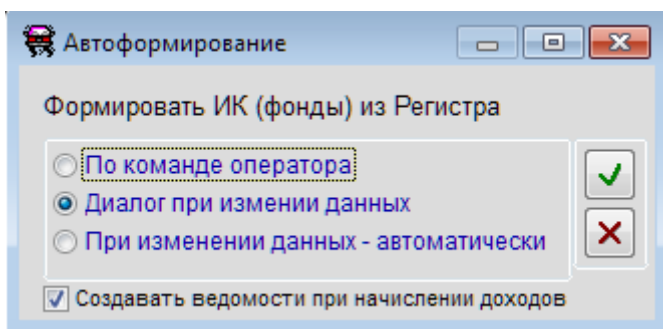 Автоформирование
Формировать ИК (фонды) из Регистра
По команде оператора
Диалог при измении данных
При изменении данных - автоматически
Создавать ведомости при начислении доходов